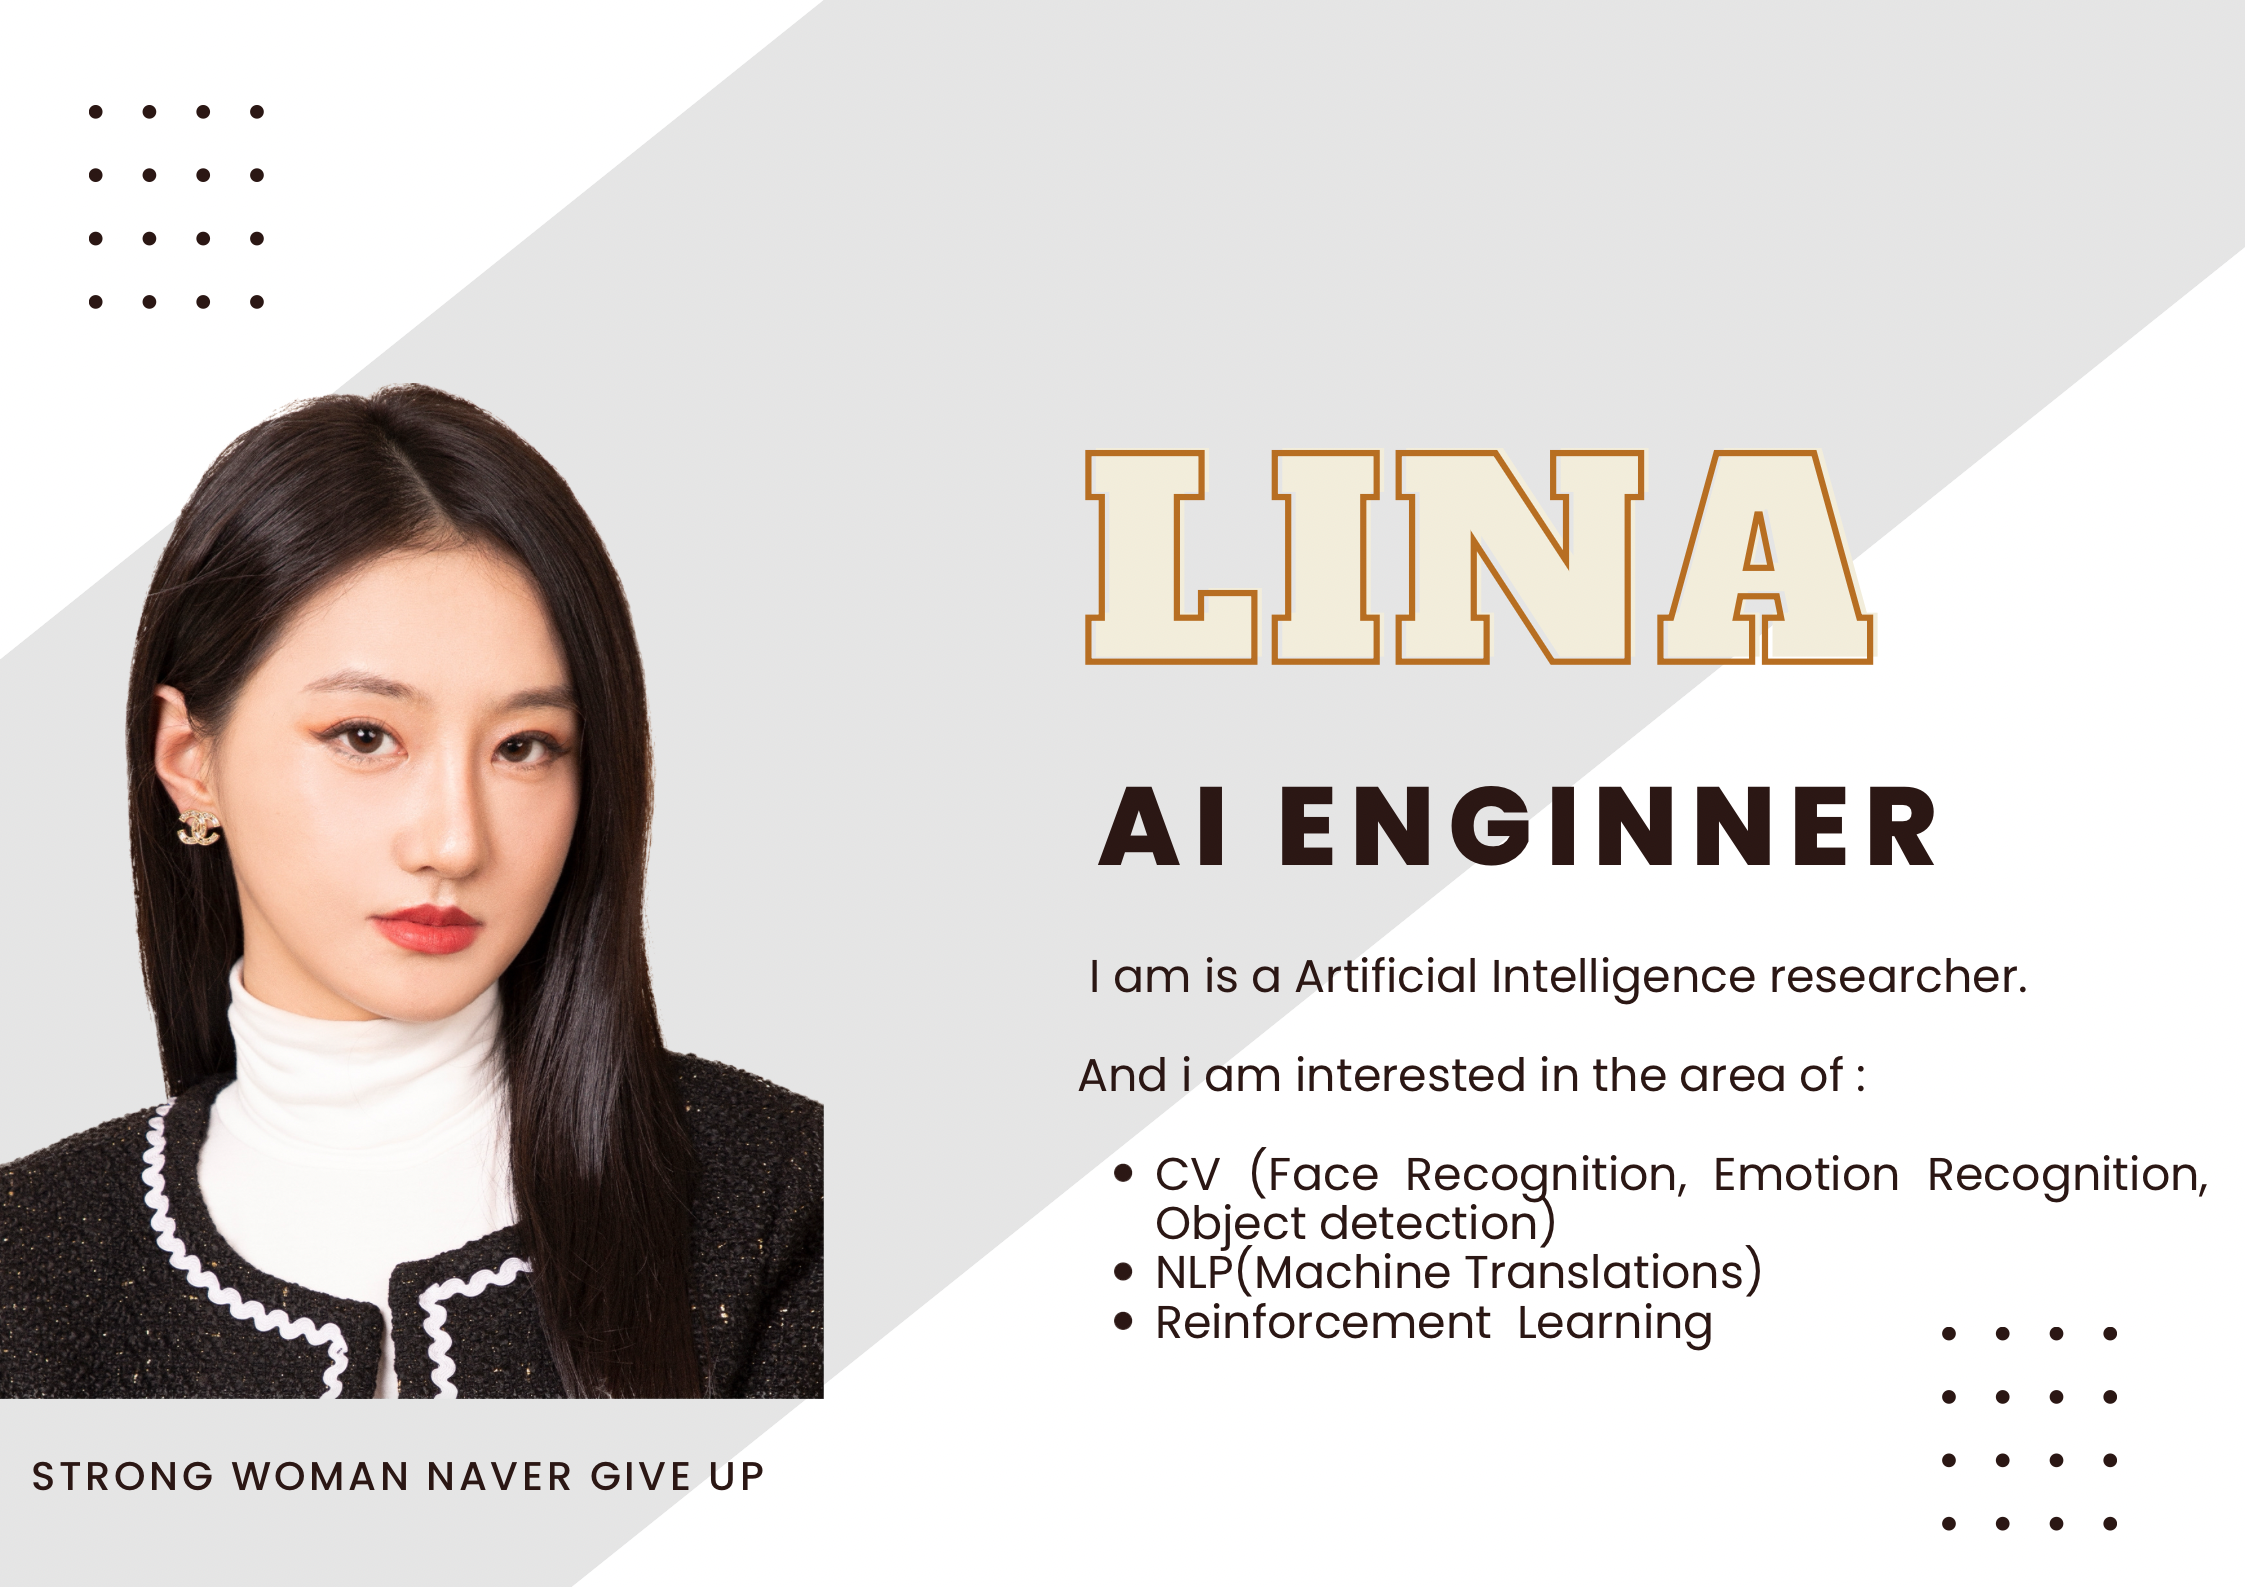 LINA
AI ENGINNER
I am is a Artificial Intelligence researcher.
And i am interested in the area of :
• CV (Face Recognition, Emotion Recognition,
Object detection)
• NLP(Machine Translations)
• Reinforcement Learning
STRONG WOMAN NAVER GIVE UP